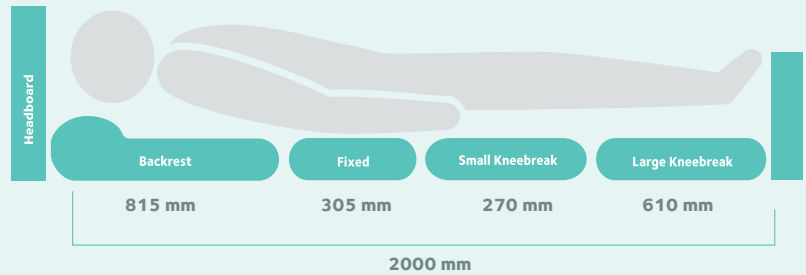 Headboard
Backrest
Fixed
Small Kneebreak
Large Kneebreak
815 mm
305 mm
270 mm
610 mm
2000 mm